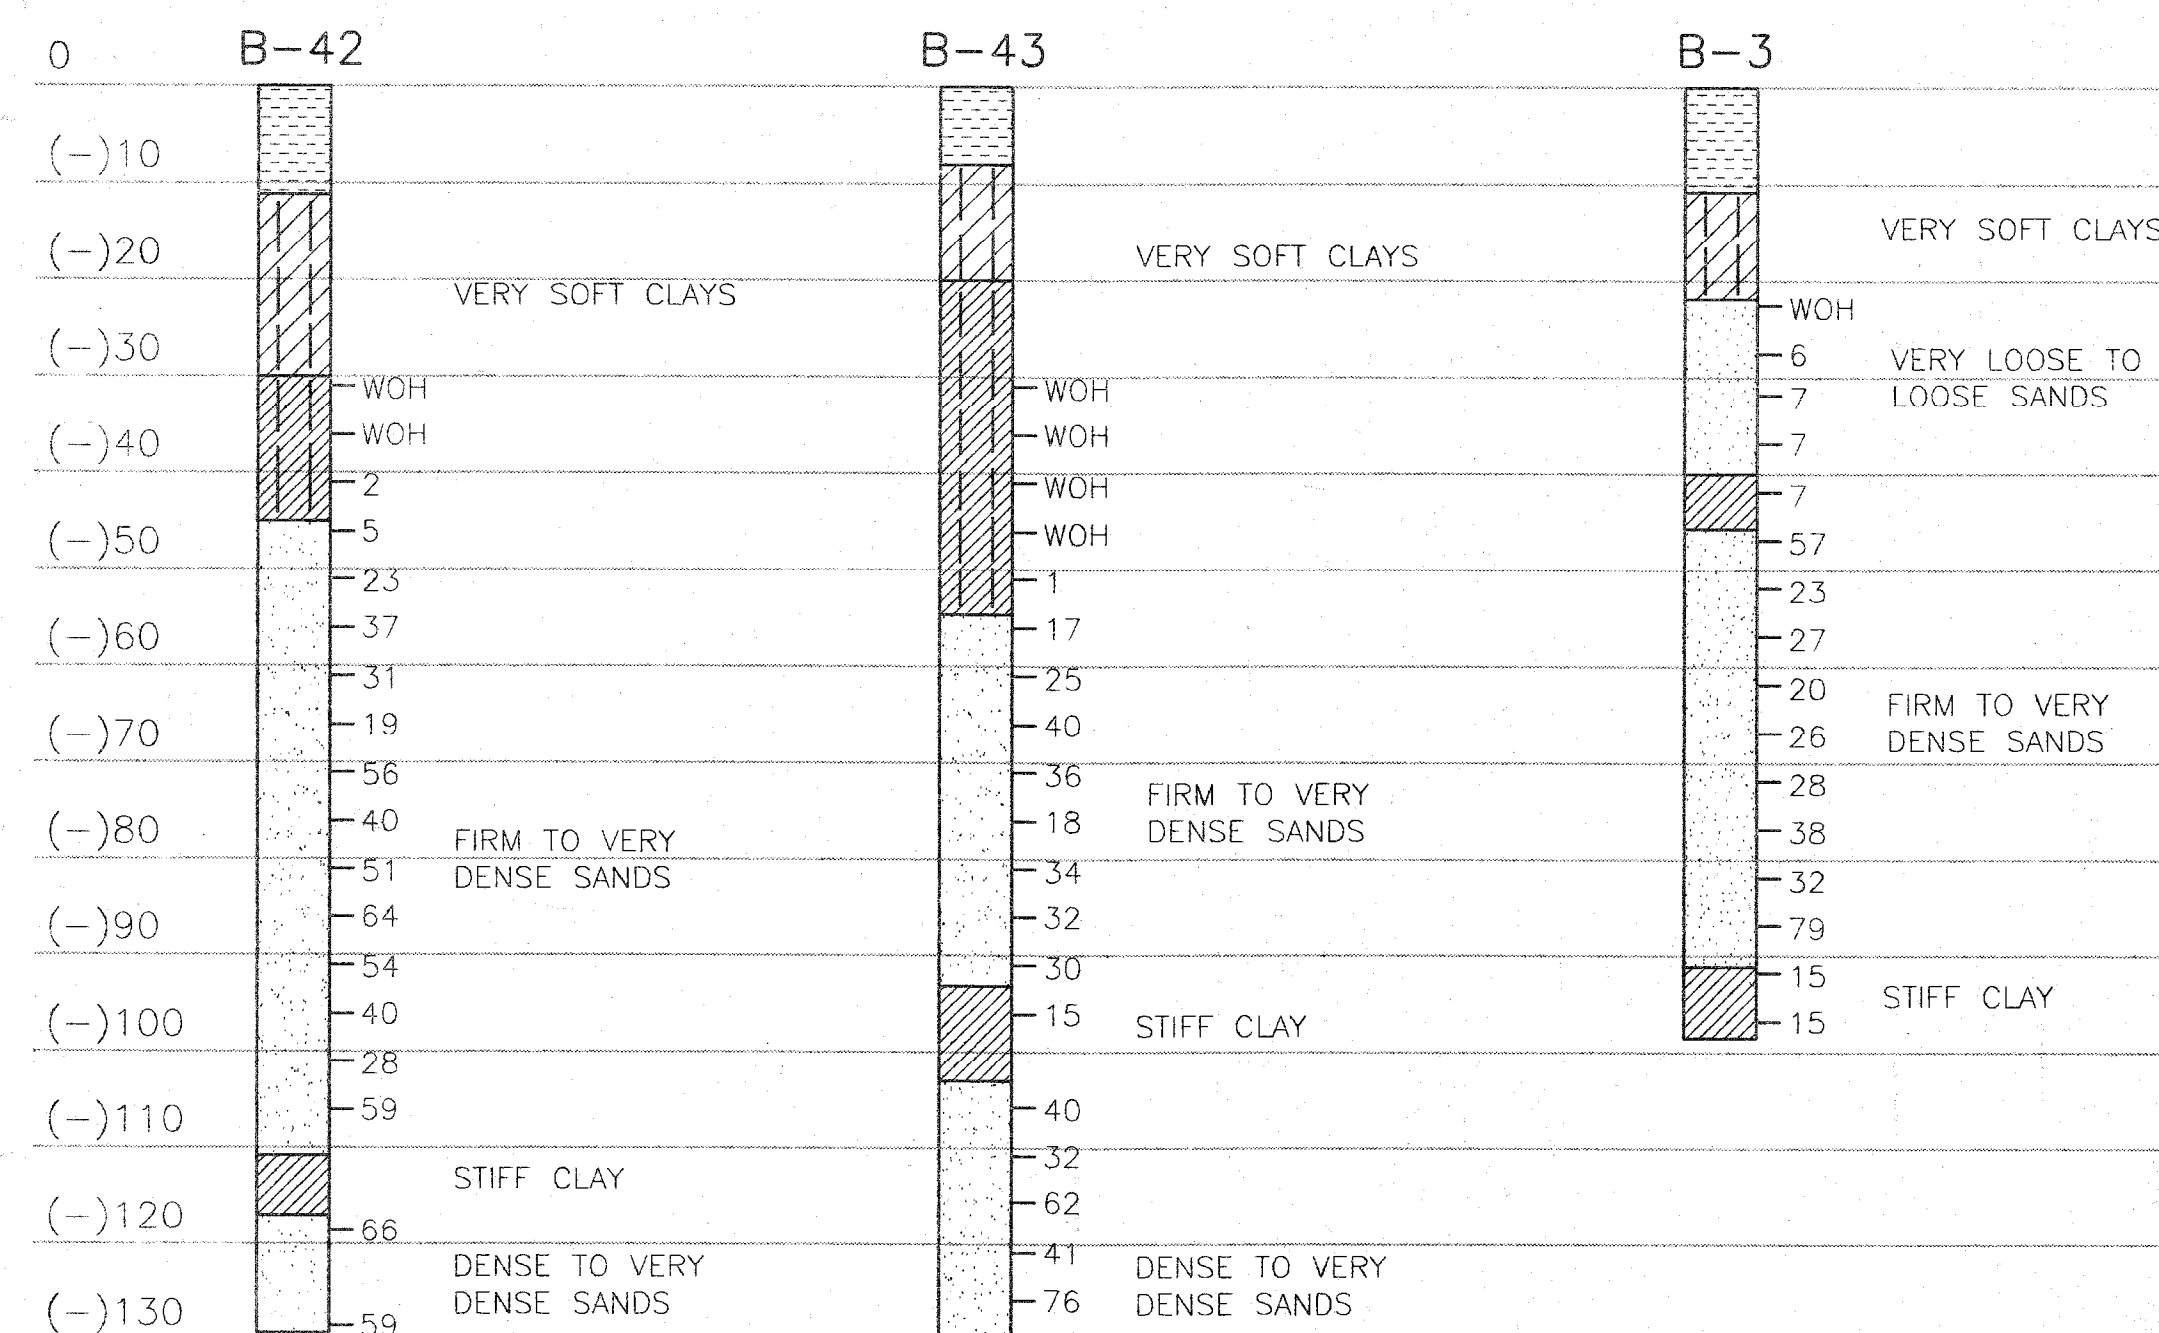 0 B-42 B-43 B-3
(-)10
VERY SOFT CLAYS
(-)20 VERY SOFT CLAYS
VERY SOFT CLAYS
WOH
(-)30 6 VERY LOOSE TO
WOH WOH 7 LOOSE SANDS
WOH WOH 7
(-)40
2 WOH 7
5 WOH 57
(-)50
23 1 23
37 17 27
(-)60
31 25 20 FIRM TO VERY
19 40 26 DENSE SANDS
(-)70
56 36 28
FIRM TO VERY
40 18 38
(-)80 DENSE SANDS
FIRM TO VERY
51 34 32
DENSE SANDS
64 32 79
(-)90
54 30 15
STIFF CLAY
40 15 15
(-)100 STIFF CLAY
28
59 40
(-)110
32
STIFF CLAY
62
(-)120
66
41
DENSE TO VERY DENSE TO VERY
76
DENSE SANDS DENSE SANDS
(-)130
59